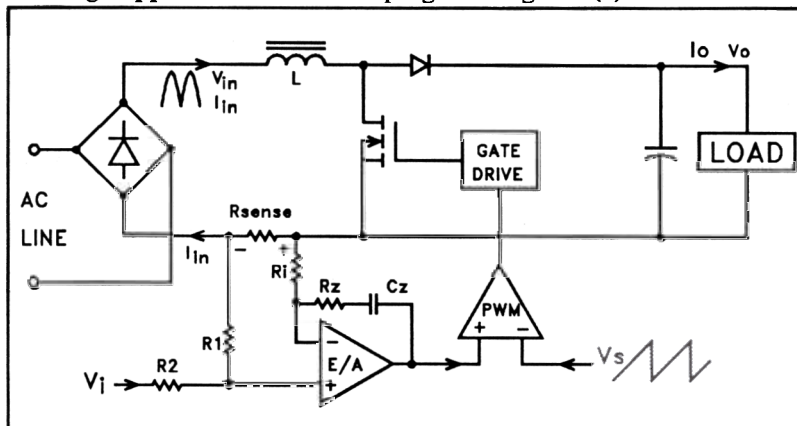 Io Vo
Vin
Iin
L
GATE
DRIVE
LOAD
AC
LINE
Rsense
Iin
− +
Ri
Rz Cz
R1
−
E/A
+
PWM
+ −
Vi
R2
Vs